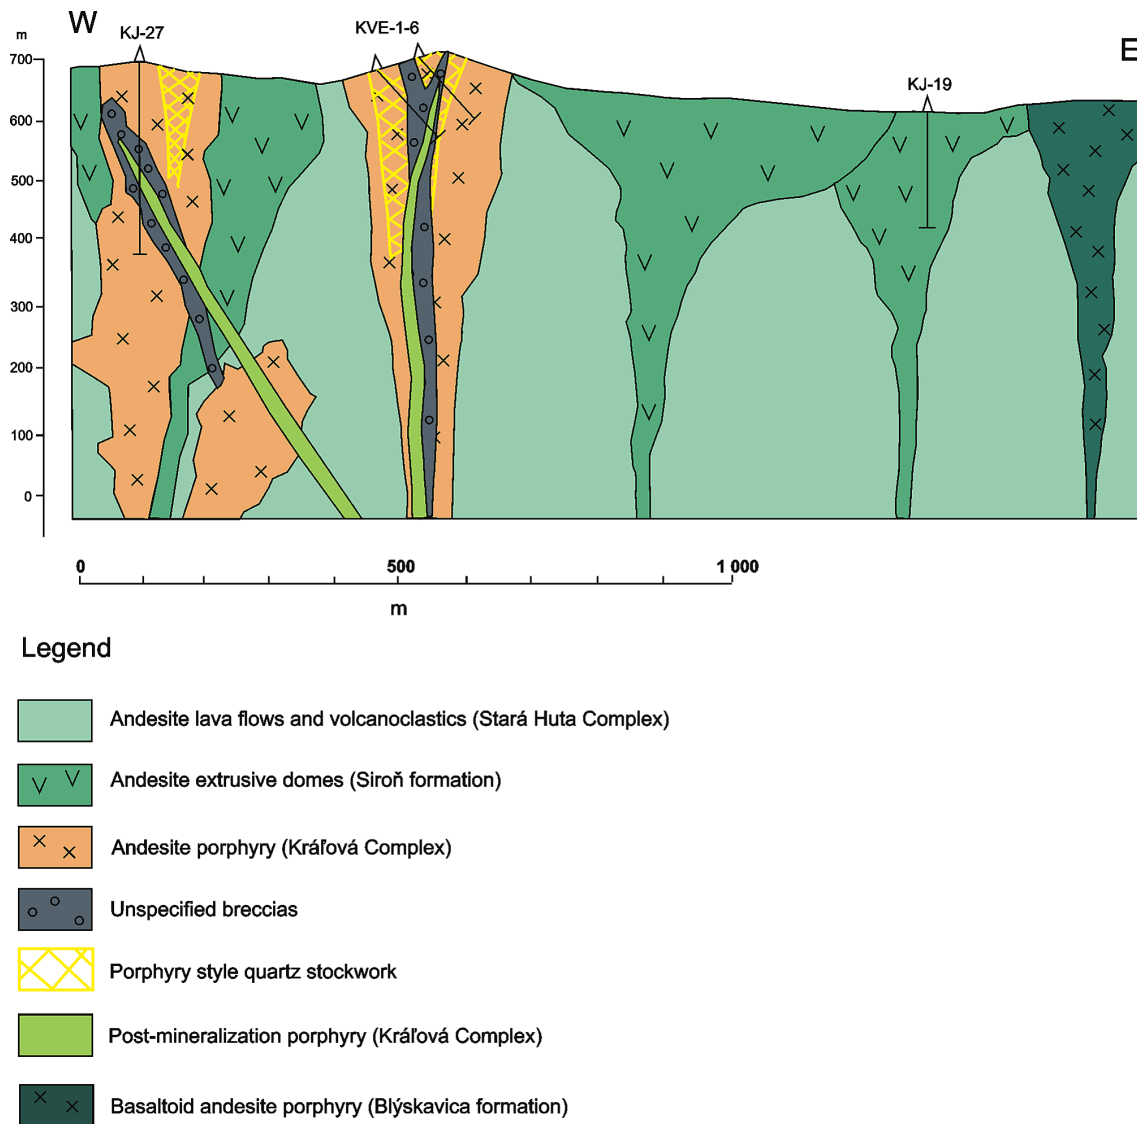 W
E
m
KJ-27
KVE-1-6
KJ-19
700
600
500
400
300
200
100
0
0 500 1 000
m
Legend
Andesite lava flows and volcanoclastics (Stará Huta Complex)
Andesite extrusive domes (Siroň formation)
Andesite porphyry (Kráľová Complex)
Unspecified breccias
Porphyry style quartz stockwork
Post-mineralization porphyry (Kráľová Complex)
Basaltoid andesite porphyry (Blýskavica formation)